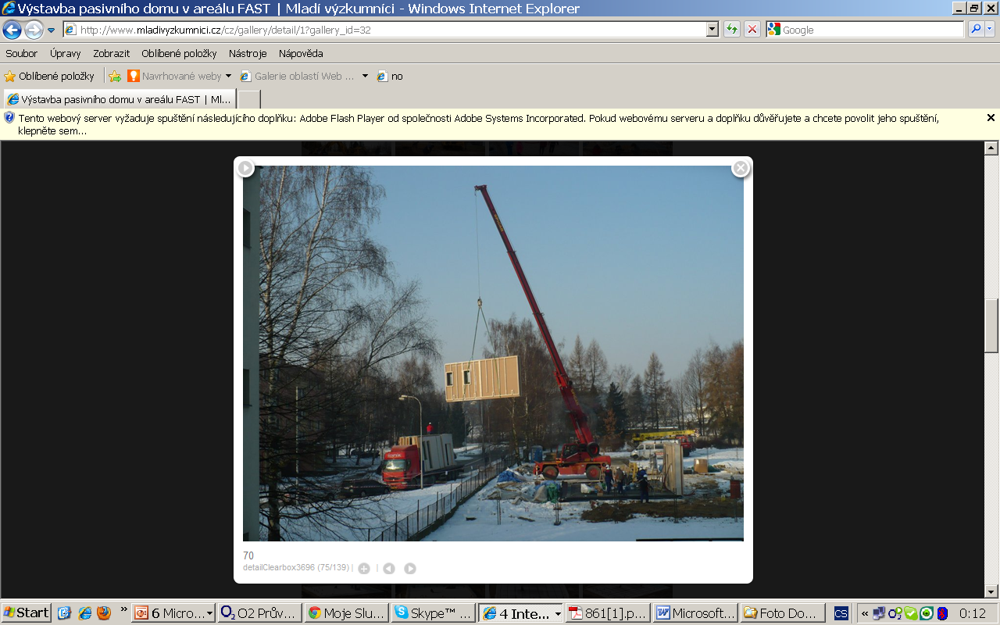 Výstavba pasivního domu v areálu FAST | Mladí výzkumníci - Windows Internet Explorer
http://www.mladivyzkumnici.cz/cz/gallery/detail/1?gallery_id=32
Google
Soubor Úpravy Zobrazit Oblíbené položky Nástroje Nápověda
Oblíbené položky Navrhované weby Galerie oblastí Web ... no
Výstavba pasivního domu v areálu FAST | Ml...
Tento webový server vyžaduje spuštění následujícího doplňku: Adobe Flash Player od společnosti Adobe Systems Incorporated. Pokud webovému serveru a doplňku důvěřujete a chcete povolit jeho spuštění,
klepněte sem...
70
detailClearbox3696 (75/139) | |
Start » 6 Micro... O2 Prův... Moje Slu... Skype™ ... 4 Inte... 861[1].p... Microsoft... Foto Do... CS « 0:12